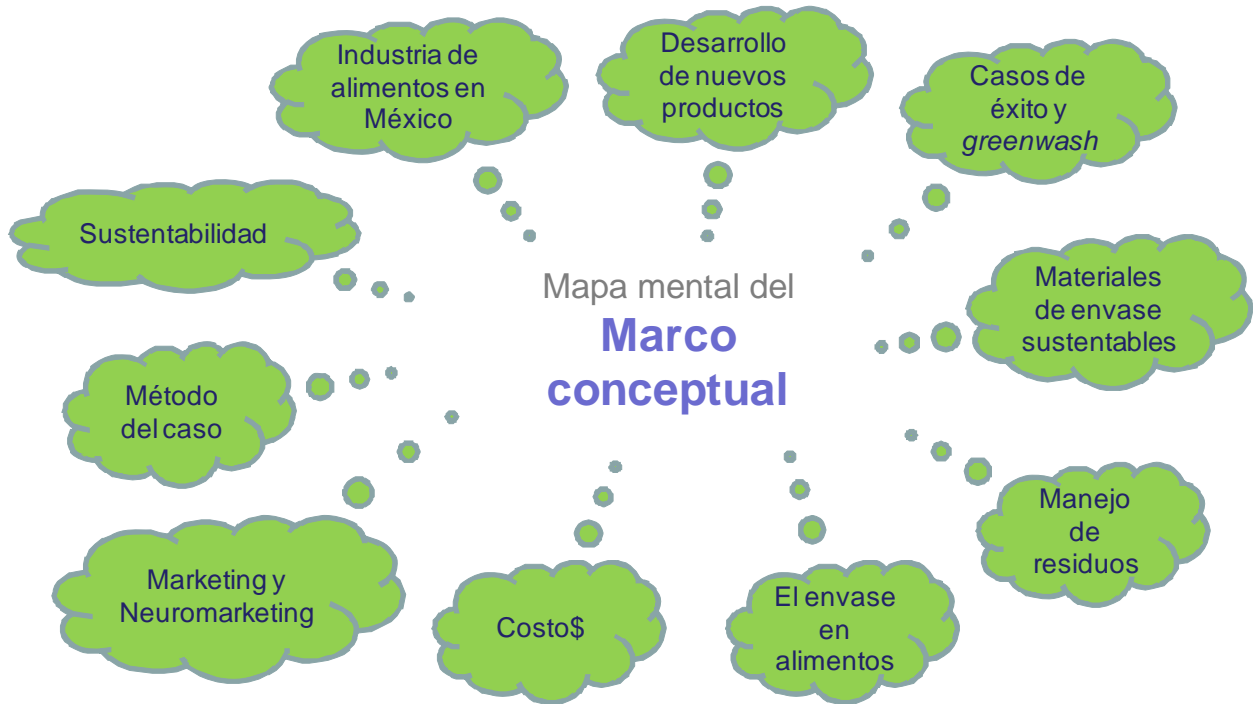 Industria de
alimentos en
México
Desarrollo
de nuevos
productos
Casos de
éxito y
greenwash
Sustentabilidad
Mapa mental del
Marco
conceptual
Materiales
de envase
sustentables
Método
del caso
Manejo
de
residuos
Marketing y
Neuromarketing
Costo$
El envase
en
alimentos